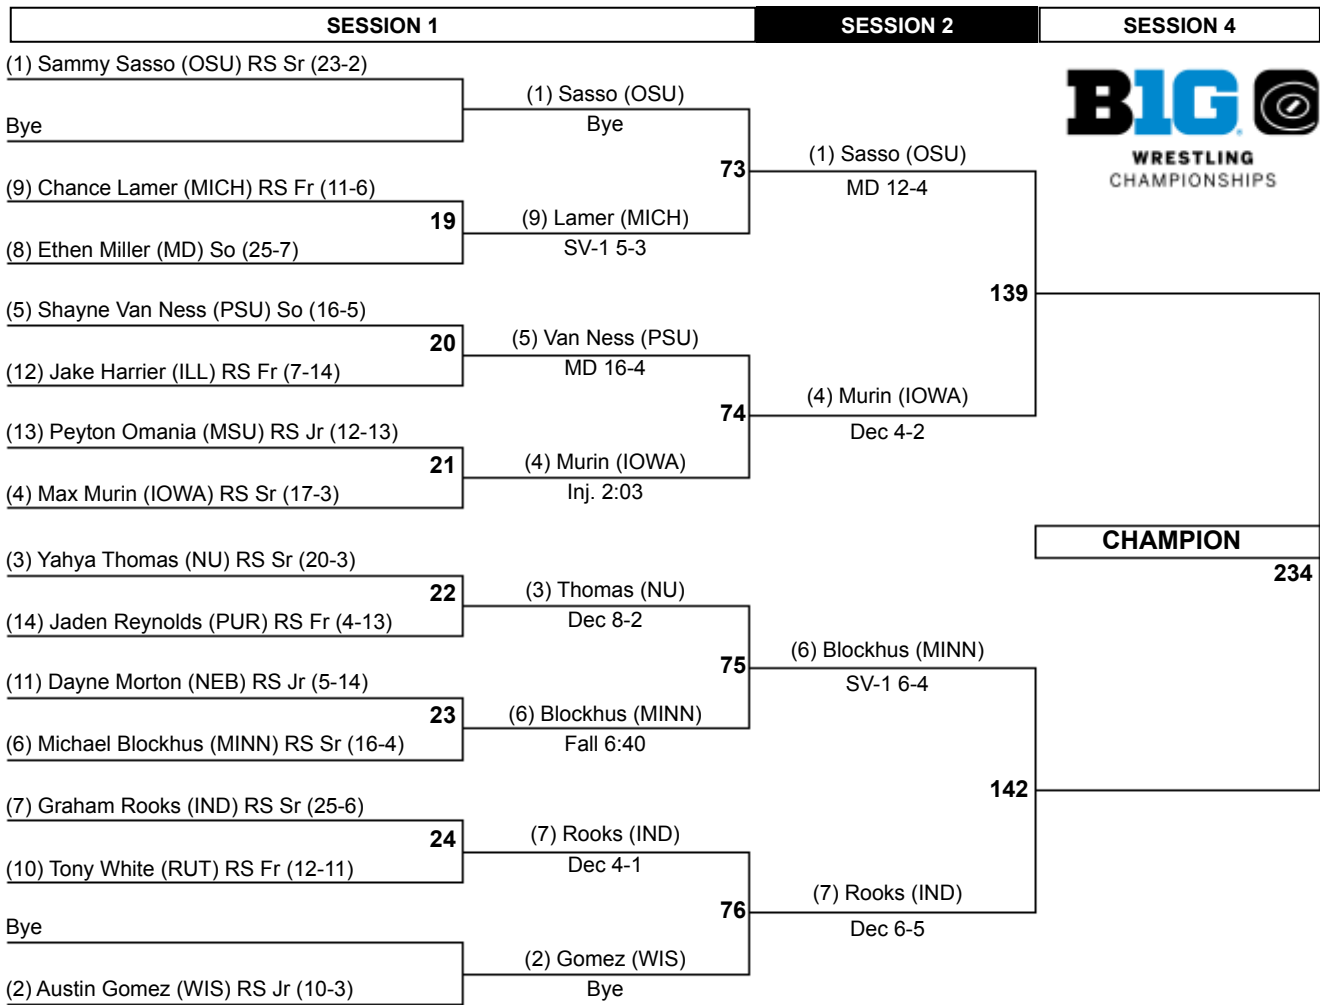 SESSION 1
SESSION 2
SESSION 4
B1G
WRESTLING
CHAMPIONSHIPS
(1) Sammy Sasso (OSU) RS Sr (23-2)
Bye
(9) Chance Lamer (MICH) RS Fr (11-6)
19
(8) Ethen Miller (MD) So (25-7)
(5) Shayne Van Ness (PSU) So (16-5)
20
(12) Jake Harrier (ILL) RS Fr (7-14)
(13) Peyton Omania (MSU) RS Jr (12-13)
21
(4) Max Murin (IOWA) RS Sr (17-3)
(3) Yahya Thomas (NU) RS Sr (20-3)
22
(14) Jaden Reynolds (PUR) RS Fr (4-13)
(11) Dayne Morton (NEB) RS Jr (5-14)
23
(6) Michael Blockhus (MINN) RS Sr (16-4)
(7) Graham Rooks (IND) RS Sr (25-6)
24
(10) Tony White (RUT) RS Fr (12-11)
Bye
(2) Austin Gomez (WIS) RS Jr (10-3)
(1) Sasso (OSU)
Bye
73
(9) Lamer (MICH)
SV-1 5-3
(5) Van Ness (PSU)
MD 16-4
74
(4) Murin (IOWA)
Inj. 2:03
(3) Thomas (NU)
Dec 8-2
75
(6) Blockhus (MINN)
Fall 6:40
(7) Rooks (IND)
Dec 4-1
76
(2) Gomez (WIS)
Bye
(1) Sasso (OSU)
MD 12-4
139
(4) Murin (IOWA)
Dec 4-2
(6) Blockhus (MINN)
SV-1 6-4
142
(7) Rooks (IND)
Dec 6-5
CHAMPION
234